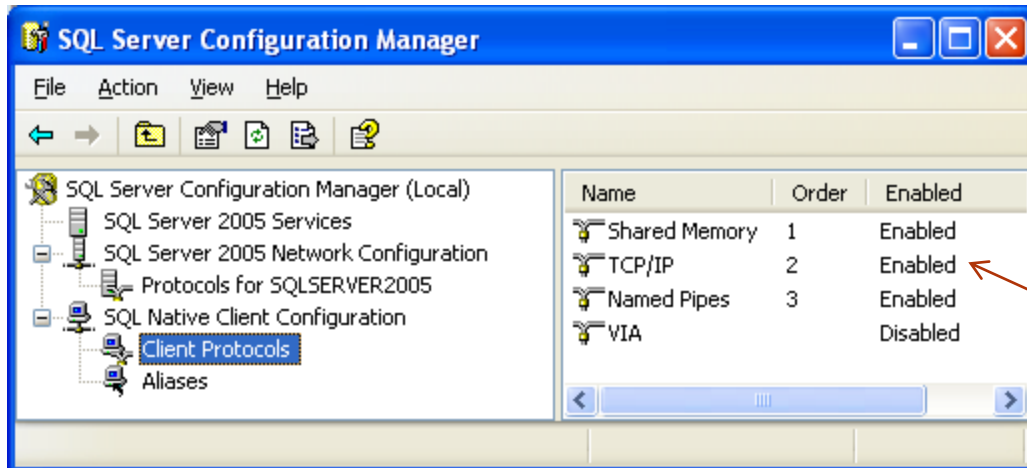 SQL Server Configuration Manager
File Action View Help
SQL Server Configuration Manager (Local)
SQL Server 2005 Services
SQL Server 2005 Network Configuration
Protocols for SQLSERVER2005
SQL Native Client Configuration
Client Protocols
Aliases
Name Order Enabled
Shared Memory 1 Enabled
TCP/IP 2 Enabled
Named Pipes 3 Enabled
VIA Disabled